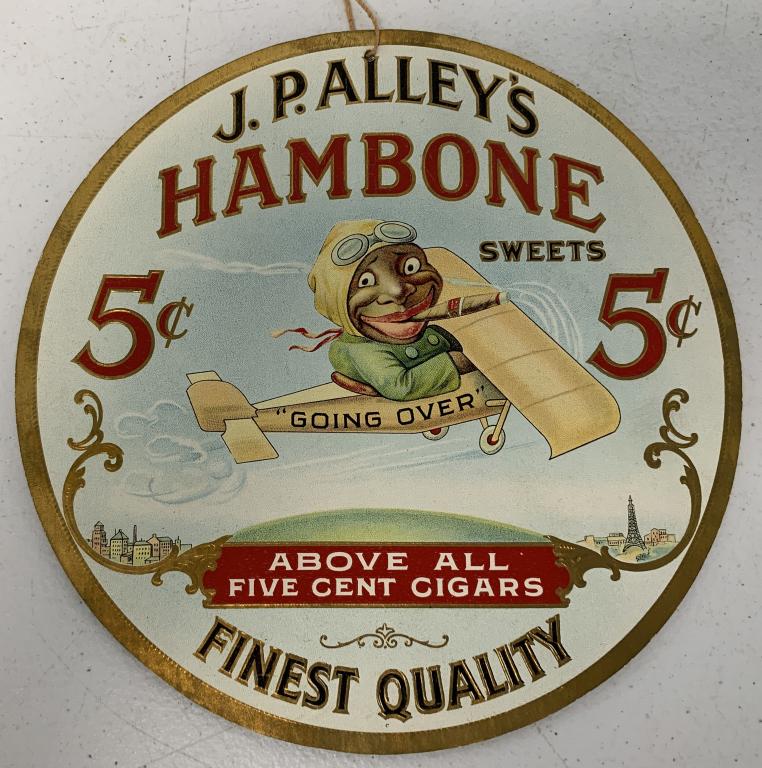 J. P. ALLEY'S
HAMBONE
SWEETS
5¢ 5¢
"GOING OVER"
ABOVE ALL
FIVE CENT CIGARS
FINEST QUALITY